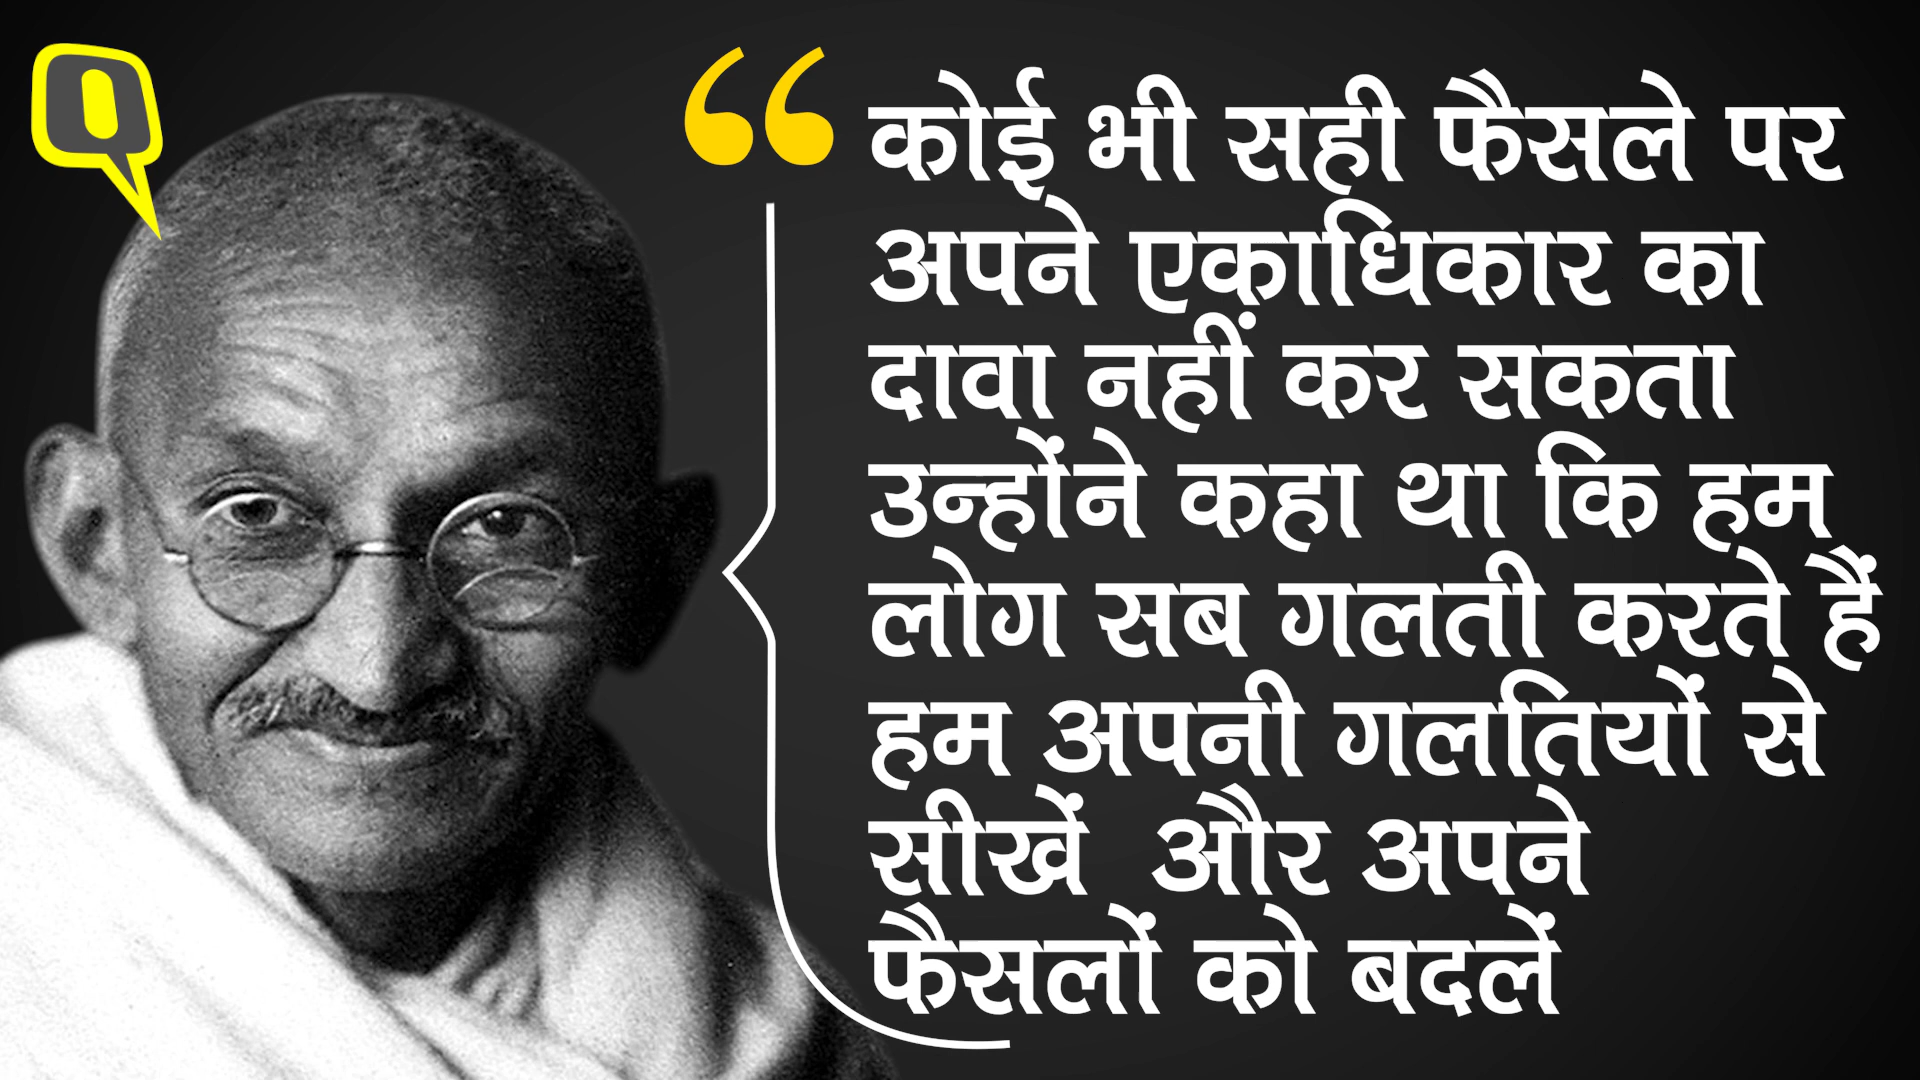 कोई भी सही फैसले पर
अपने एकाधिकार का
दावा नहीं कर सकता
उन्होंने कहा था कि हम
लोग सब गलती करते हैं
हम अपनी गलतियों से
सीखें और अपने
फैसलों को बदलें